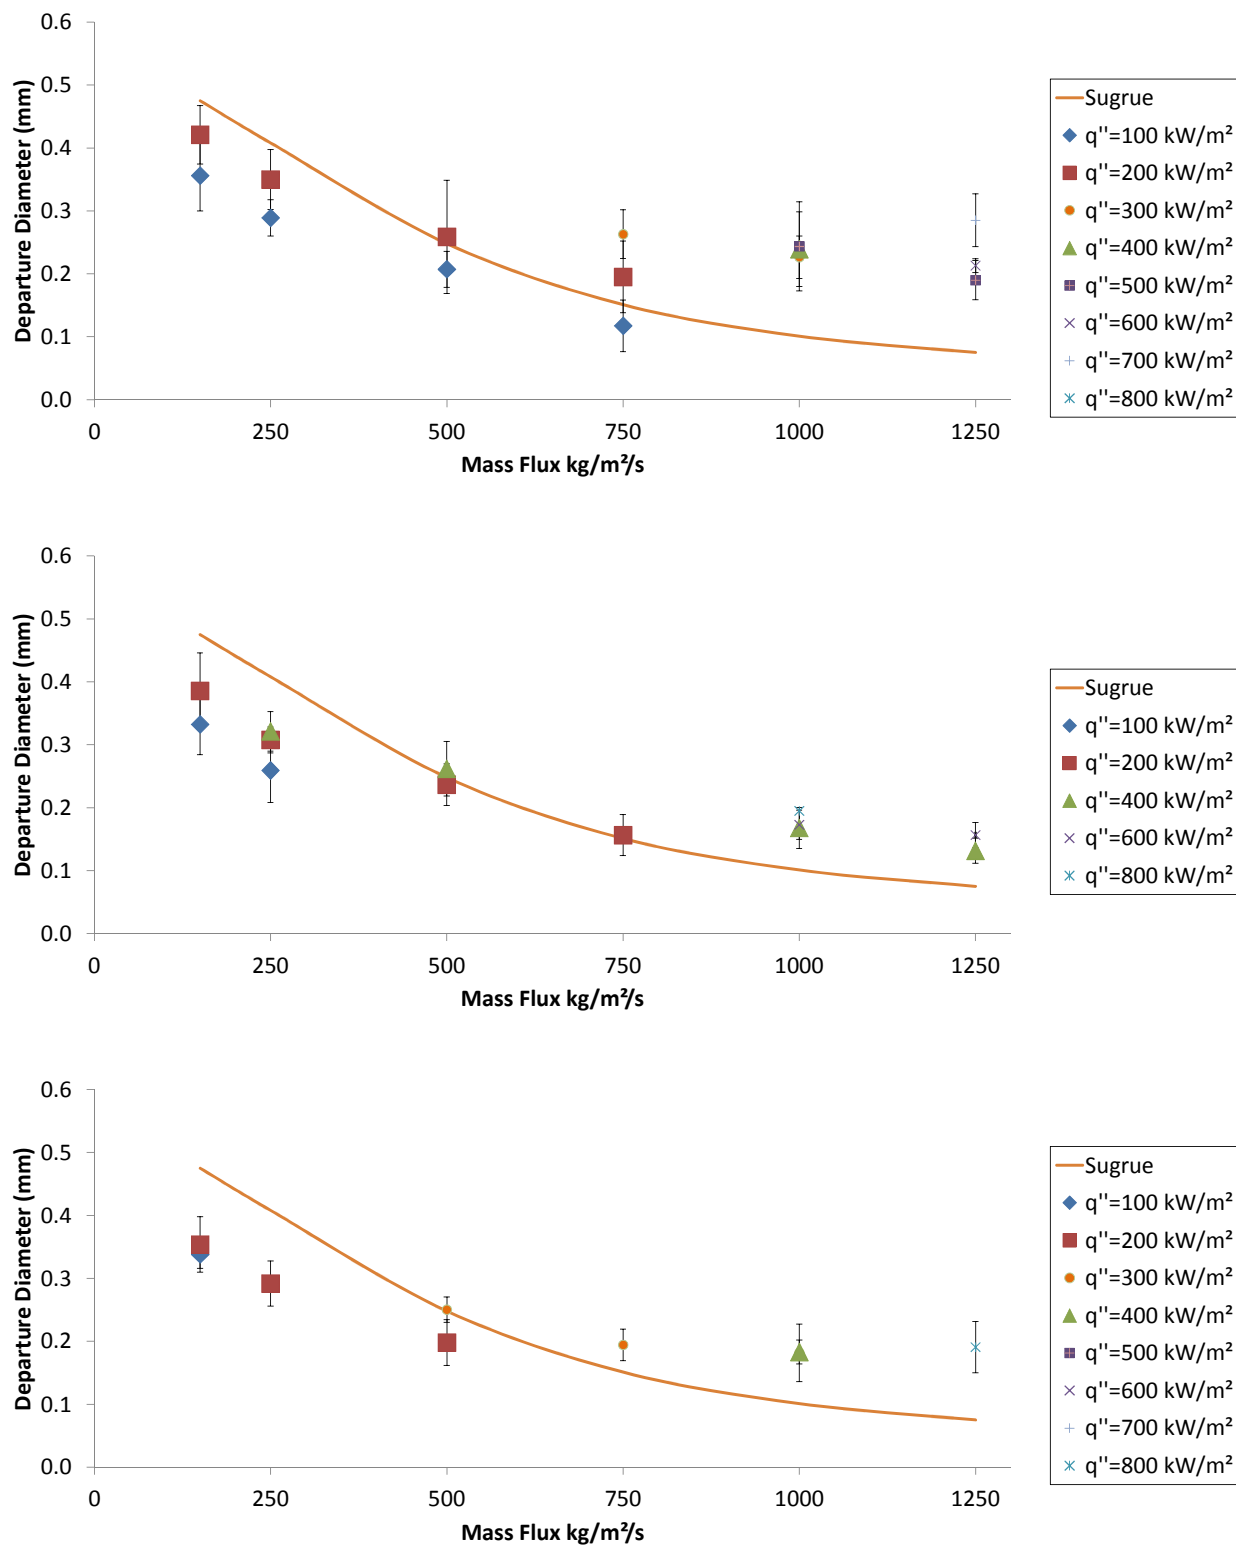 0.6
0.5
0.4
0.3
0.2
0.1
0.0
Departure Diameter (mm)
0 250 500 750 1000 1250
Mass Flux kg/m²/s
Sugrue
q''=100 kW/m²
q''=200 kW/m²
q''=300 kW/m²
q''=400 kW/m²
q''=500 kW/m²
q''=600 kW/m²
q''=700 kW/m²
q''=800 kW/m²
0.6
0.5
0.4
0.3
0.2
0.1
0.0
Departure Diameter (mm)
0 250 500 750 1000 1250
Mass Flux kg/m²/s
Sugrue
q''=100 kW/m²
q''=200 kW/m²
q''=400 kW/m²
q''=600 kW/m²
q''=800 kW/m²
0.6
0.5
0.4
0.3
0.2
0.1
0.0
Departure Diameter (mm)
0 250 500 750 1000 1250
Mass Flux kg/m²/s
Sugrue
q''=100 kW/m²
q''=200 kW/m²
q''=300 kW/m²
q''=400 kW/m²
q''=500 kW/m²
q''=600 kW/m²
q''=700 kW/m²
q''=800 kW/m²